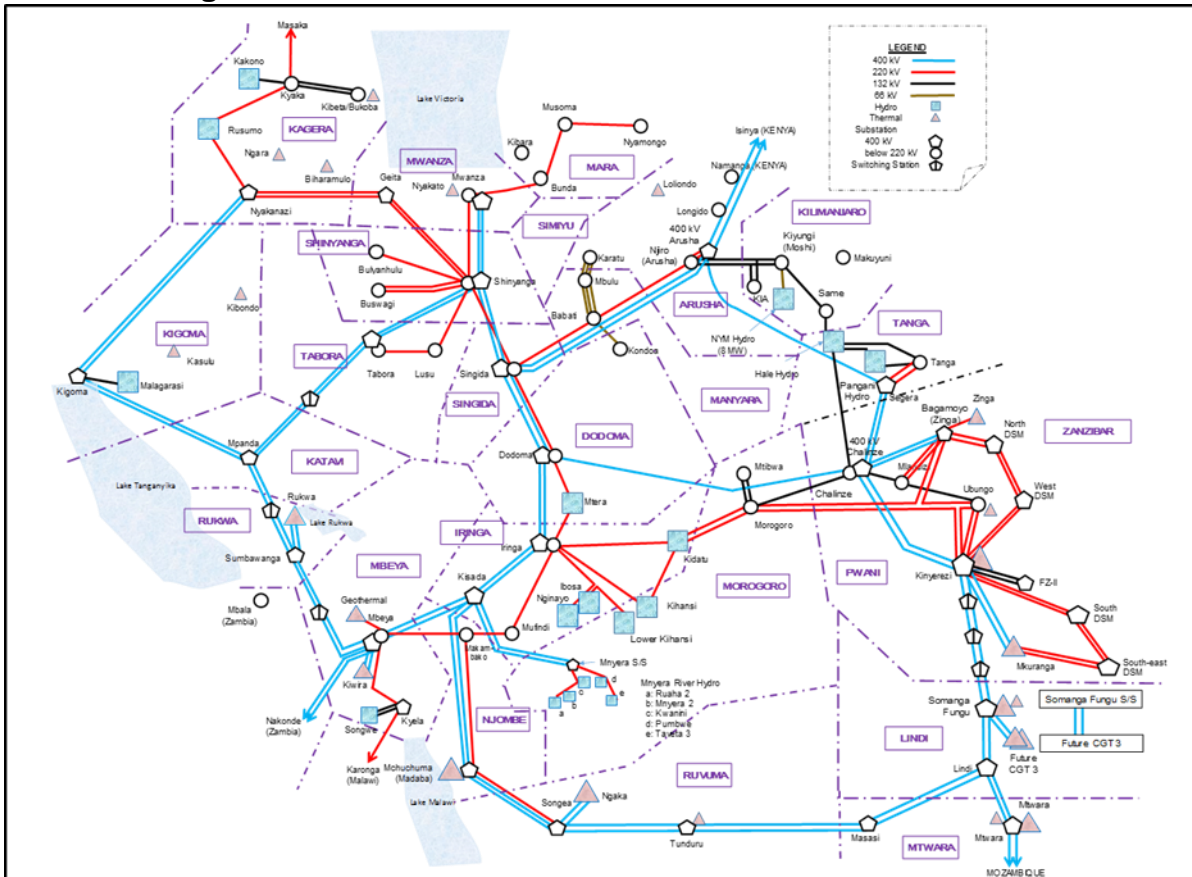 Masaka
Kakono
Kyaka
Kibeta/Bukoba
Rusumo
KAGERA
Ngara
Biharamulo
Lake Victoria
Musoma
Kibara
Nyamongo
MARA
MWANZA
Mwanza
Nyakato
Bunda
Geita
Nyakanazi
SIMIYU
SHINYANGA
Bulyanhulu
Buswagi
Shinyanga
Kibondo
KIGOMA
Kasulu
TABORA
Tabora
Lusu
Kigoma
Malagarasi
Isinya (KENYA)
Namanga (KENYA)
Loliondo
Longido
400 kV
Arusha
Njiro
(Arusha)
KILIMANJARO
Kiyungi
(Moshi)
Makuyuni
KIA
Same
ARUSHA
Karatu
Mbulu
Babati
Kondoa
NYM Hydro
(8 MW)
TANGA
Tanga
Hale Hydro
Pangani
Hydro
Segera
MANYARA
Singida
SINGIDA
DODOMA
Dodoma
Bagamoyo
(Zinga)
Zinga
North
DSM
ZANZIBAR
400 kV
Chalinze
Chalinze
Ubungo
West
DSM
Mtibwa
Morogoro
Mpanda
KATAVI
Lake Tanganyika
Rukwa
Lake Rukwa
RUKWA
Sumbawanga
Mtera
IRINGA
Iringa
Kidatu
MBEYA
Kisada
MOROGORO
PWANI
Kinyerezi
FZ-II
Mbala
(Zambia)
Geothermal
Mbeya
Ibosa
Nginayo
Kihansi
Lower Kihansi
Mufindi
Makam
bako
South
DSM
South-east
DSM
Mkuranga
Mnyera S/S
Kiwira
Nakonde
(Zambia)
Songwe
Kyela
Karonga
(Malawi)
NJOMBE
a
b
c
d
e
Mnyera River Hydro
a: Ruaha 2
b: Mnyera 2
c: Kwanini
d: Pumbwe
e: Taveta 3
Somanga
Fungu
Somanga Fungu S/S
Future CGT 3
Future
CGT 3
LINDI
Lindi
Mchuchuma
(Madaba)
Lake Malawi
RUVUMA
Songea
Ngaka
Tunduru
Masasi
MTWARA
Mtwara
Mtwara
MOZAMBIQUE
LEGEND
400 kV
220 kV
132 kV
66 kV
Hydro
Thermal
Substation
400 kV
below 220 kV
Switching Station